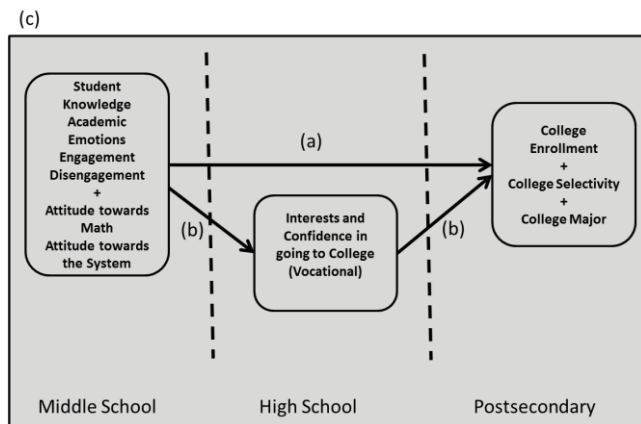 (c)
Student
Knowledge
Academic
Emotions
Engagement
Disengagement
+
Attitude towards
Math
Attitude towards
the System
(a)
(b)
Interests and
Confidence in
going to College
(Vocational)
(b)
College
Enrollment
+
College Selectivity
+
College Major
Middle School
High School
Postsecondary